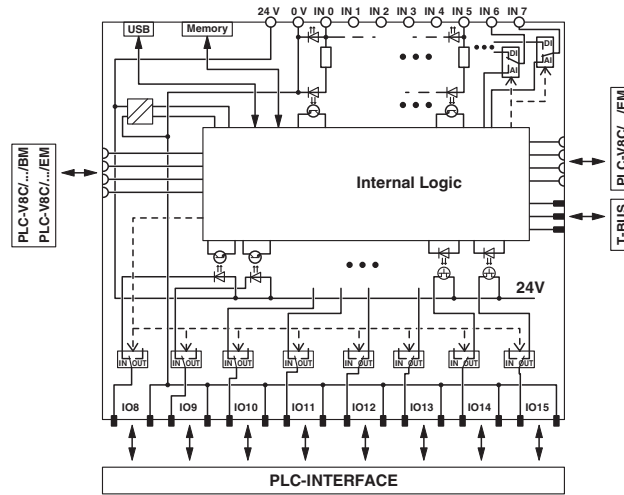 24 V 0 V IN 0 IN 1 IN 2 IN 3 IN 4 IN 5 IN 6 IN 7
USB Memory
DI DI
AI AI
PLC-V8C/.../BM
PLC-V8C/.../EM
Internal Logic
PLC-V8C/.../EM
T-BUS
24V
IN OUT IN OUT IN OUT IN OUT IN OUT IN OUT IN OUT IN OUT
IO8 IO9 IO10 IO11 IO12 IO13 IO14 IO15
PLC-INTERFACE